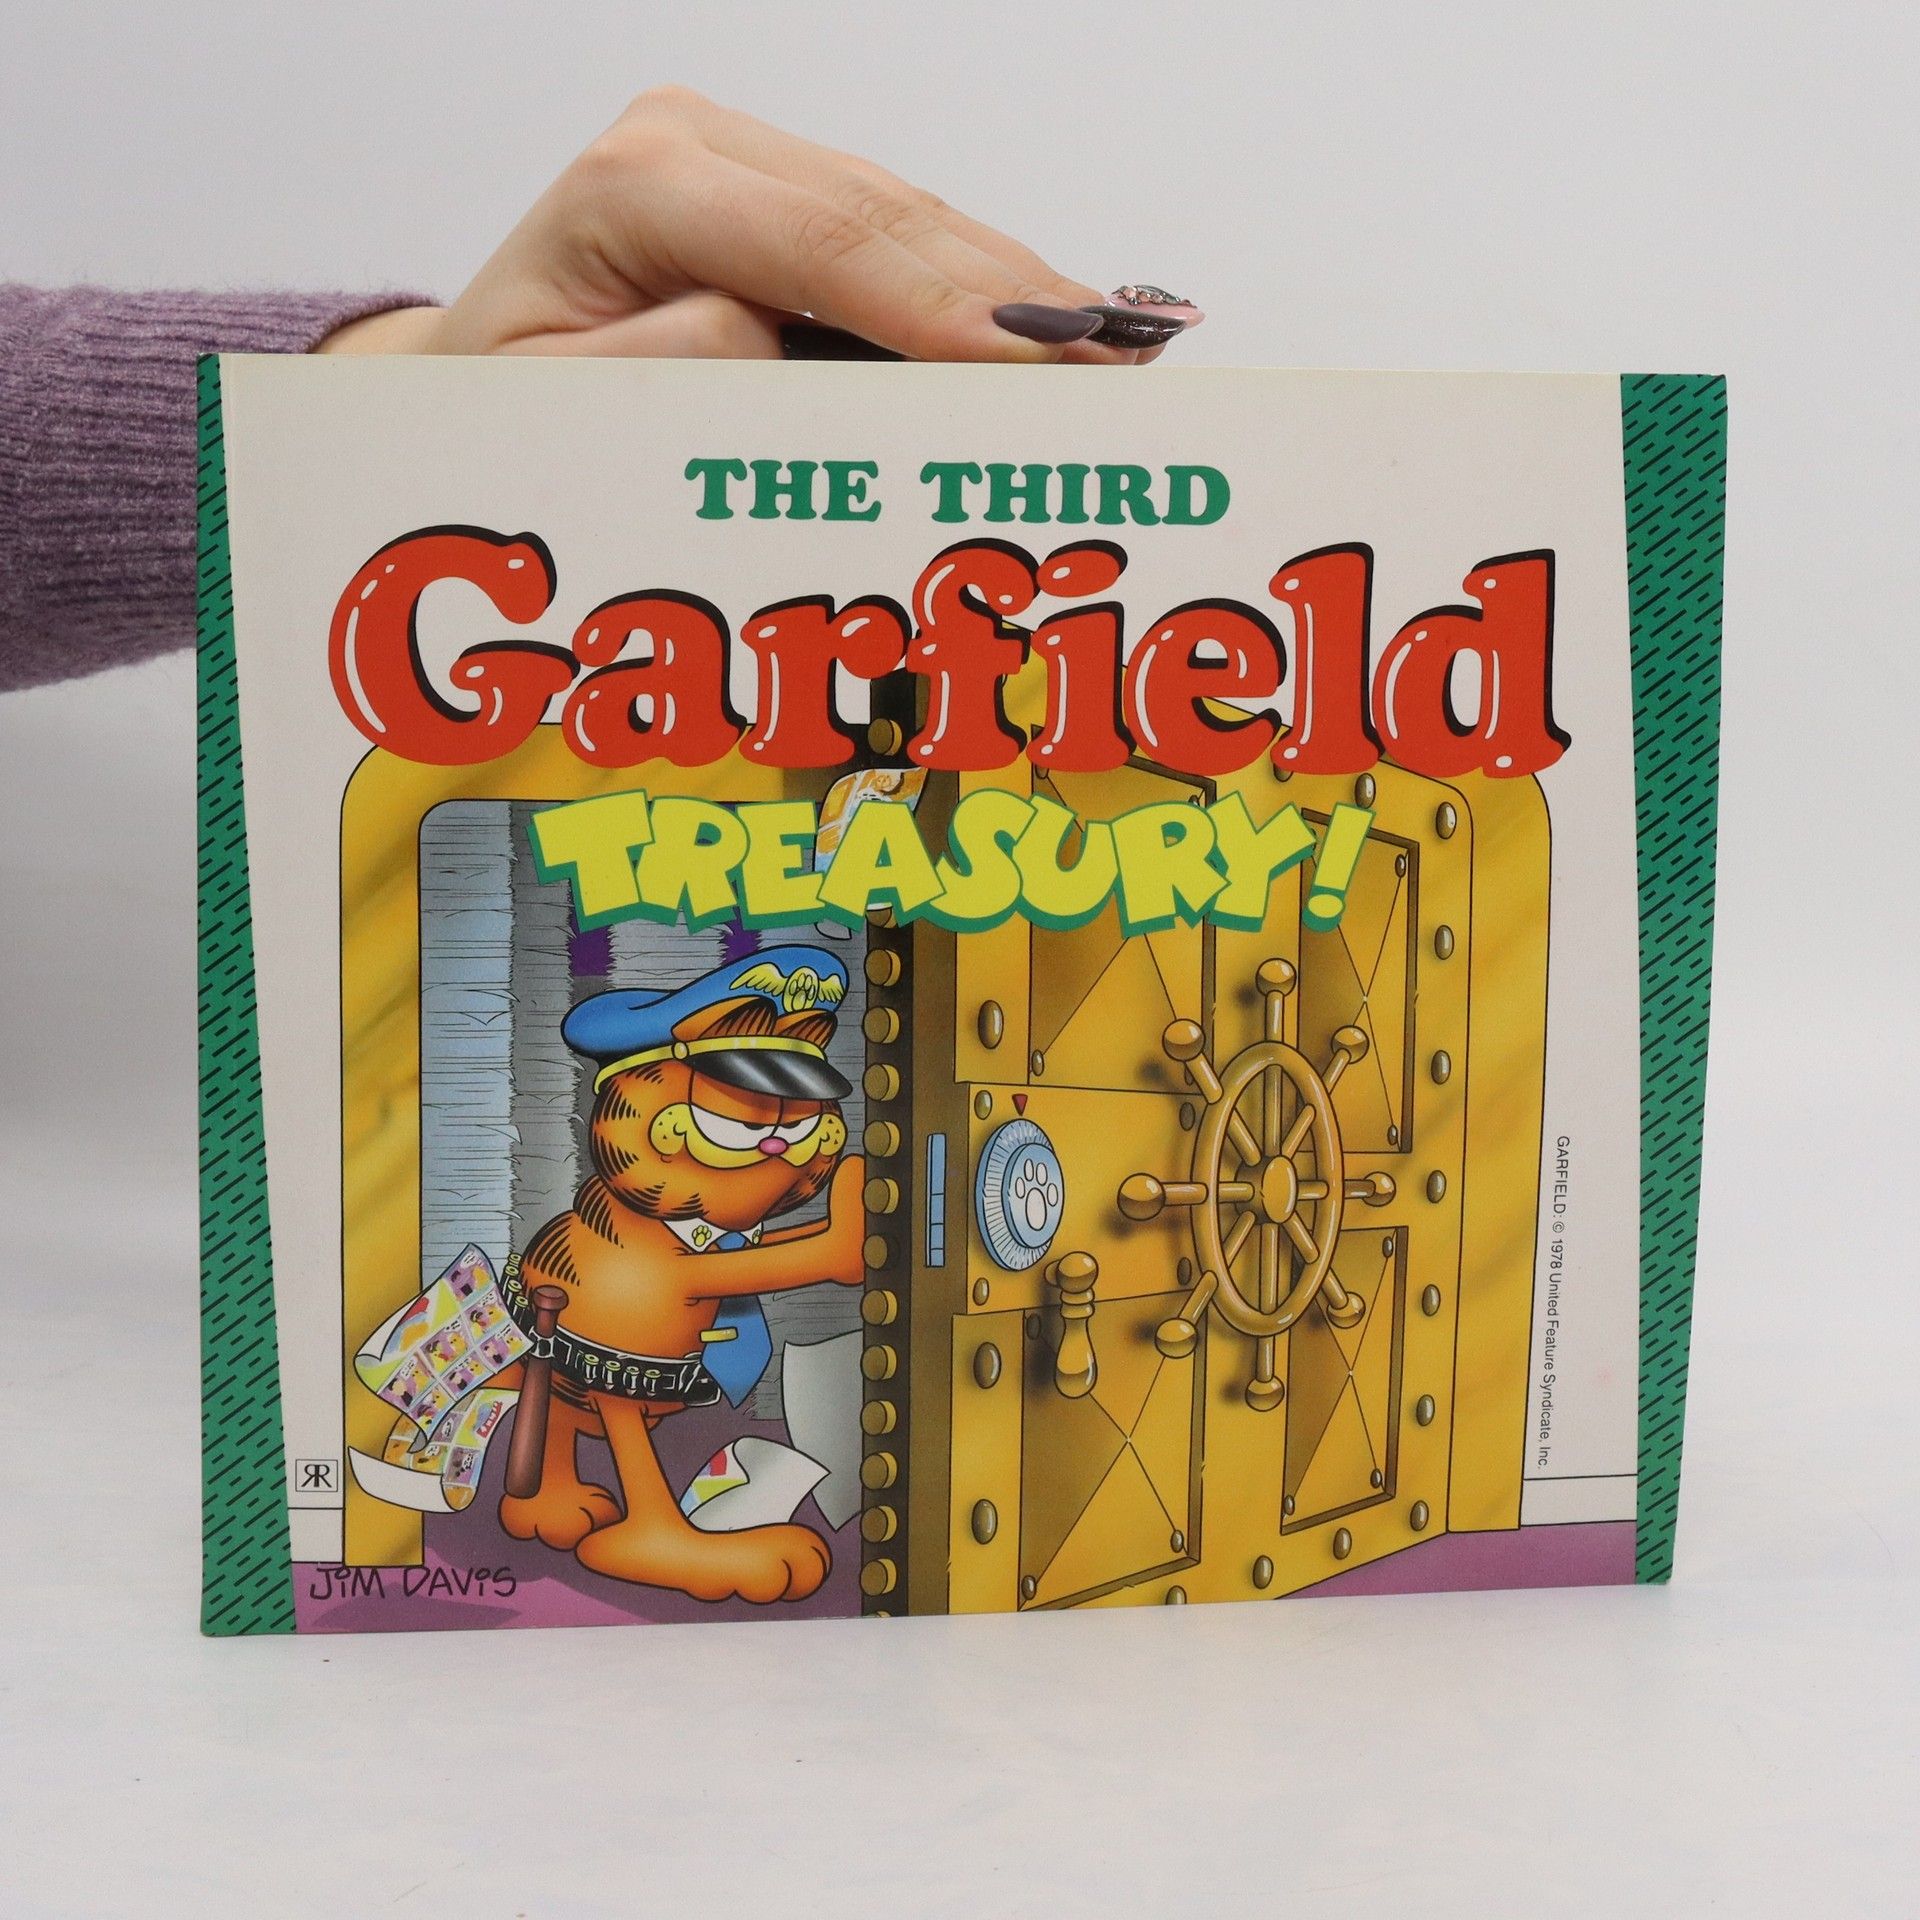 THE THIRD
Garfield
TREASURY!
GARFIELD: © 1978 United Feature Syndicate, Inc.
JIM DAVIS